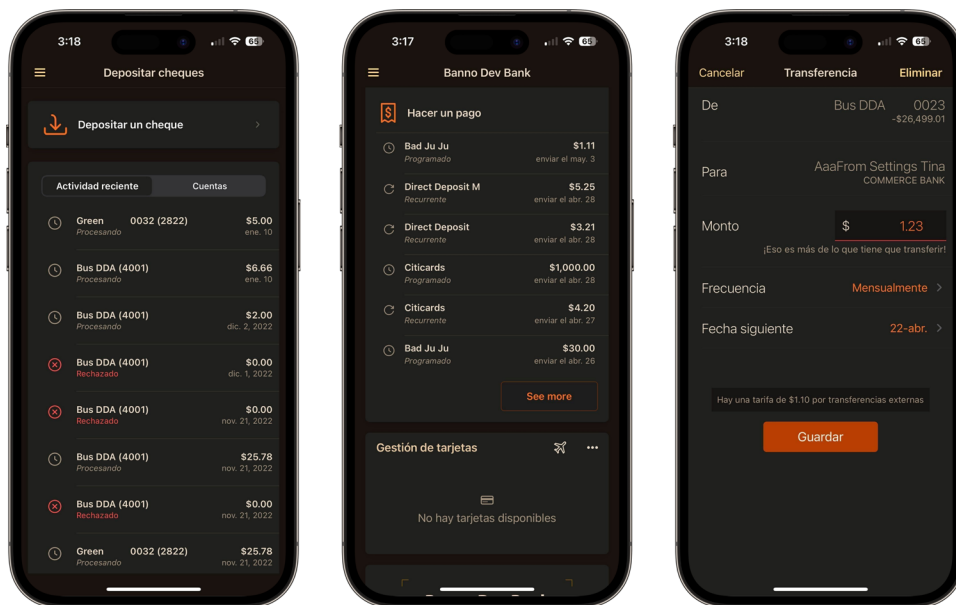 3:18
65
Depositar cheques
Depositar un cheque
Actividad reciente
Cuentas
Green 0032 (2822) $5.00
Procesando ene. 10
Bus DDA (4001) $6.66
Procesando ene. 10
Bus DDA (4001) $2.00
Procesando dic. 2, 2022
Bus DDA (4001) $0.00
Rechazado dic. 1, 2022
Bus DDA (4001) $0.00
Rechazado nov. 21, 2022
Bus DDA (4001) $25.78
Procesando nov. 21, 2022
Bus DDA (4001) $0.00
Rechazado nov. 21, 2022
Green 0032 (2822) $25.78
Procesando nov. 21, 2022
3:17
65
Banno Dev Bank
Hacer un pago
Bad Ju Ju $1.11
Programado enviar el may. 3
Direct Deposit M $5.25
Recurrente enviar el abr. 28
Direct Deposit $3.21
Recurrente enviar el abr. 28
Citicards $1,000.00
Programado enviar el abr. 28
Citicards $4.20
Recurrente enviar el abr. 27
Bad Ju Ju $30.00
Programado enviar el abr. 26
See more
Gestión de tarjetas
No hay tarjetas disponibles
3:18
65
Cancelar Transferencia Eliminar
De Bus DDA 0023
-$26,499.01
Para AaaFrom Settings Tina
COMMERCE BANK
Monto $ 1.23
¡Eso es más de lo que tiene que transferir!
Frecuencia Mensualmente
Fecha siguiente 22-abr.
Hay una tarifa de $1.10 por transferencias externas
Guardar